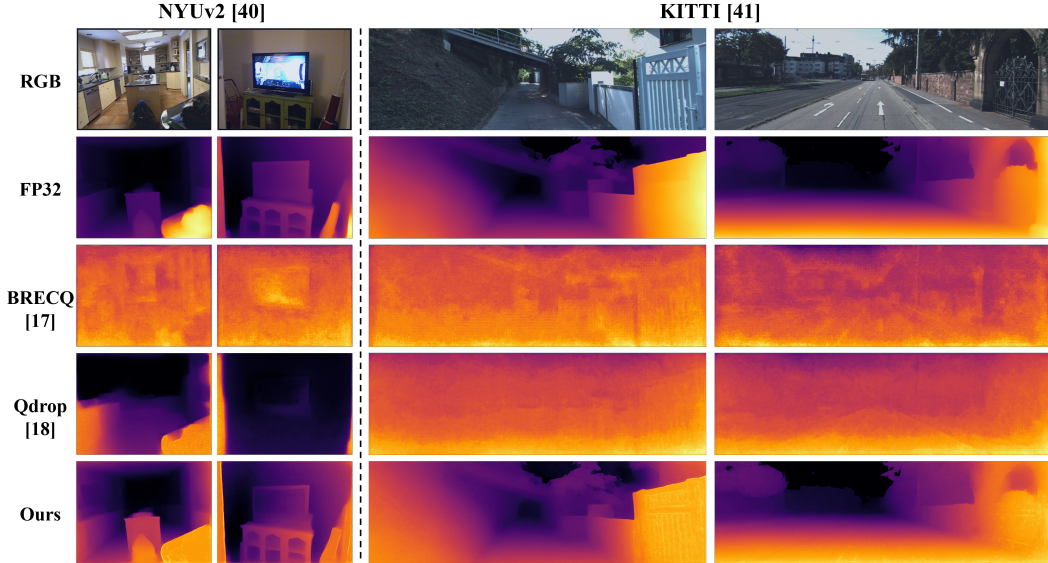 NYUv2 [40]
KITTI [41]
RGB
FP32
BRECQ
[17]
Qdrop
[18]
Ours